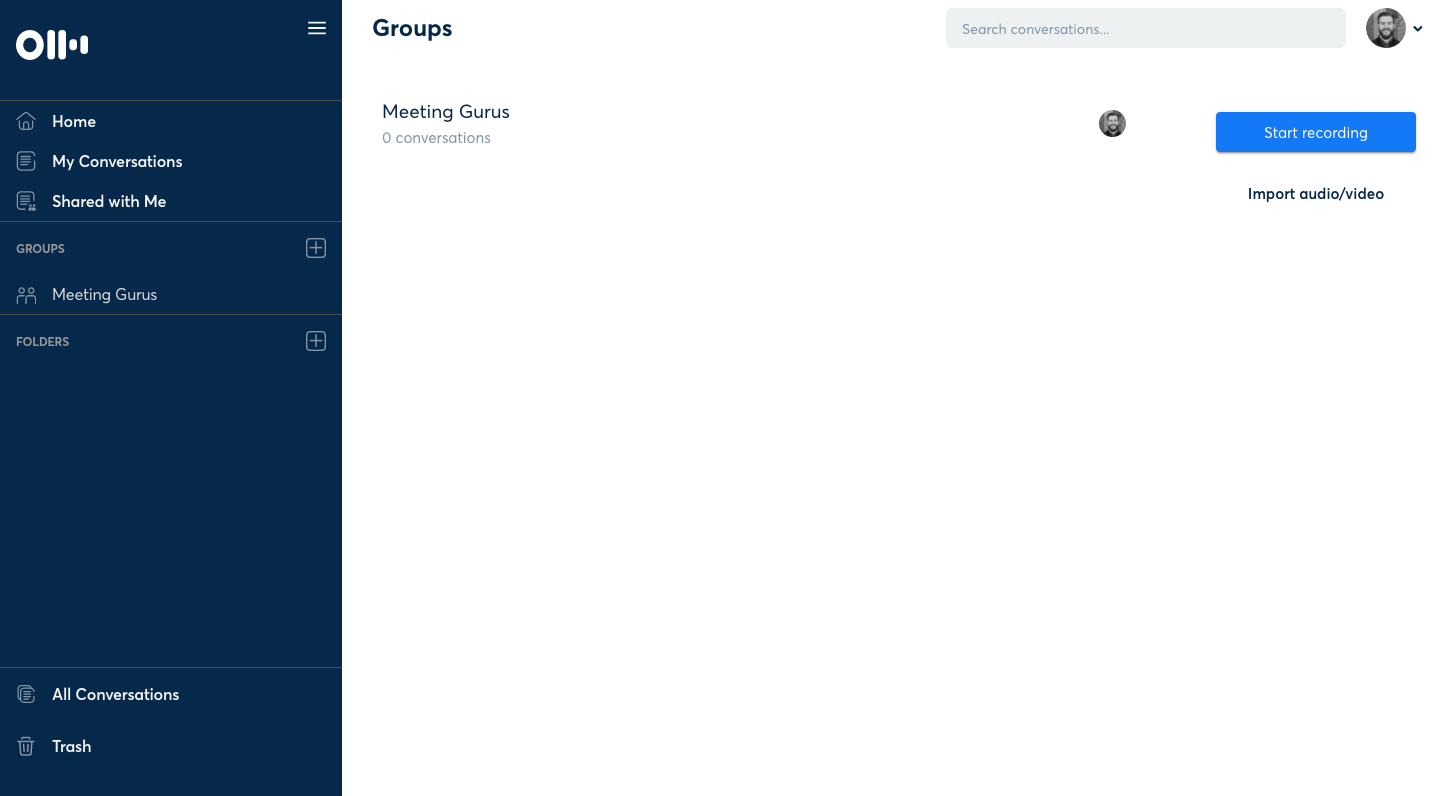 Groups
Search conversations...
Home
My Conversations
Shared with Me
GROUPS
Meeting Gurus
FOLDERS
All Conversations
Trash
Meeting Gurus
0 conversations
Start recording
Import audio/video